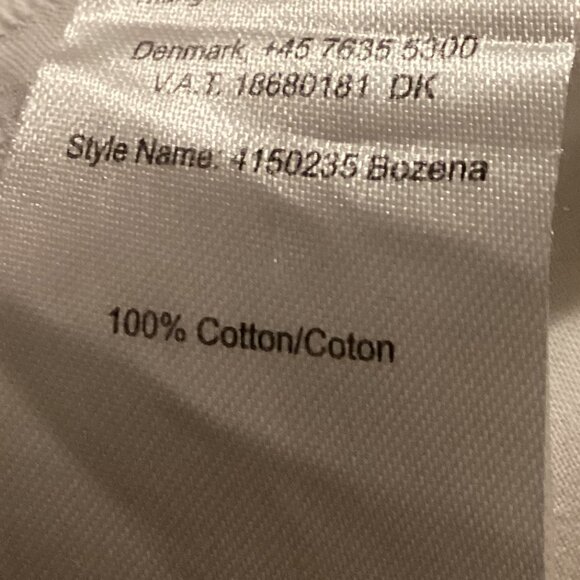 Denmark, +45 7635 5300
V.A.T. 18680181 DK
Style Name: 4150235 Bozena
100% Cotton/Coton